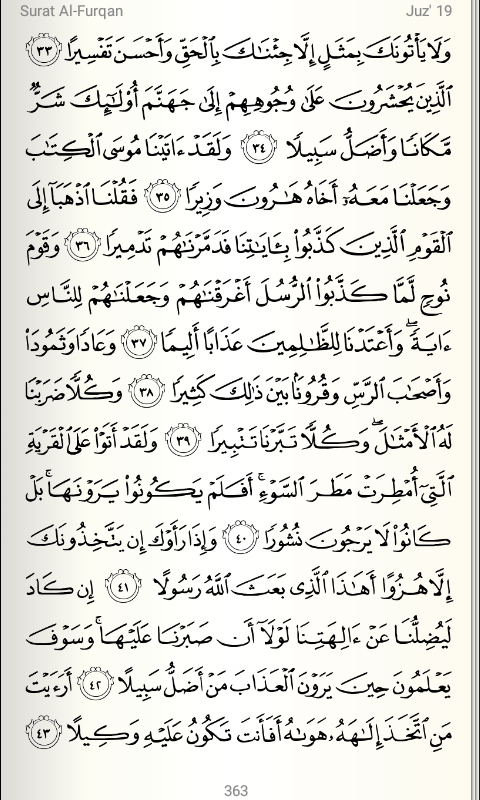 Surat Al-Furqan Juz' 19
وَلَا يَأْتُونَكَ بِمَثَلٍ إِلَّا جِئْنَٰكَ بِٱلْحَقِّ وَأَحْسَنَ تَفْسِيرًا ٣٣
ٱلَّذِينَ يُحْشَرُونَ عَلَىٰ وُجُوهِهِمْ إِلَىٰ جَهَنَّمَ أُو۟لَٰٓئِكَ شَرٌّ
مَّكَانًا وَأَضَلُّ سَبِيلًا ٣٤ وَلَقَدْ ءَاتَيْنَا مُوسَى ٱلْكِتَٰبَ
وَجَعَلْنَا مَعَهُۥٓ أَخَاهُ هَٰرُونَ وَزِيرًا ٣٥ فَقُلْنَا ٱذْهَبَآ إِلَى
ٱلْقَوْمِ ٱلَّذِينَ كَذَّبُوا۟ بِـَٔايَٰتِنَا فَدَمَّرْنَٰهُمْ تَدْمِيرًا ٣٦ وَقَوْمَ
نُوحٍ لَّمَّا كَذَّبُوا۟ ٱلرُّسُلَ أَغْرَقْنَٰهُمْ وَجَعَلْنَٰهُمْ لِلنَّاسِ
ءَايَةً ۖ وَأَعْتَدْنَا لِلظَّٰلِمِينَ عَذَابًا أَلِيمًا ٣٧ وَعَادًا وَثَمُودَا۟
وَأَصْحَٰبَ ٱلرَّسِّ وَقُرُونًۢا بَيْنَ ذَٰلِكَ كَثِيرًا ٣٨ وَكُلًّا ضَرَبْنَا
لَهُ ٱلْأَمْثَٰلَ ۖ وَكُلًّا تَبَّرْنَا تَتْبِيرًا ٣٩ وَلَقَدْ أَتَوْا۟ عَلَى ٱلْقَرْيَةِ
ٱلَّتِىٓ أُمْطِرَتْ مَطَرَ ٱلسَّوْءِ ۚ أَفَلَمْ يَكُونُوا۟ يَرَوْنَهَا ۚ بَلْ
كَانُوا۟ لَا يَرْجُونَ نُشُورًا ٤٠ وَإِذَا رَأَوْكَ إِن يَتَّخِذُونَكَ
إِلَّا هُزُوًا أَهَٰذَا ٱلَّذِى بَعَثَ ٱللَّهُ رَسُولًا ٤١ إِن كَادَ
لَيُضِلُّنَا عَنْ ءَالِهَتِنَا لَوْلَآ أَن صَبَرْنَا عَلَيْهَا ۚ وَسَوْفَ
يَعْلَمُونَ حِينَ يَرَوْنَ ٱلْعَذَابَ مَنْ أَضَلُّ سَبِيلًا ٤٢ أَرَءَيْتَ
مَنِ ٱتَّخَذَ إِلَٰهَهُۥ هَوَىٰهُ أَفَأَنتَ تَكُونُ عَلَيْهِ وَكِيلًا ٤٣
363